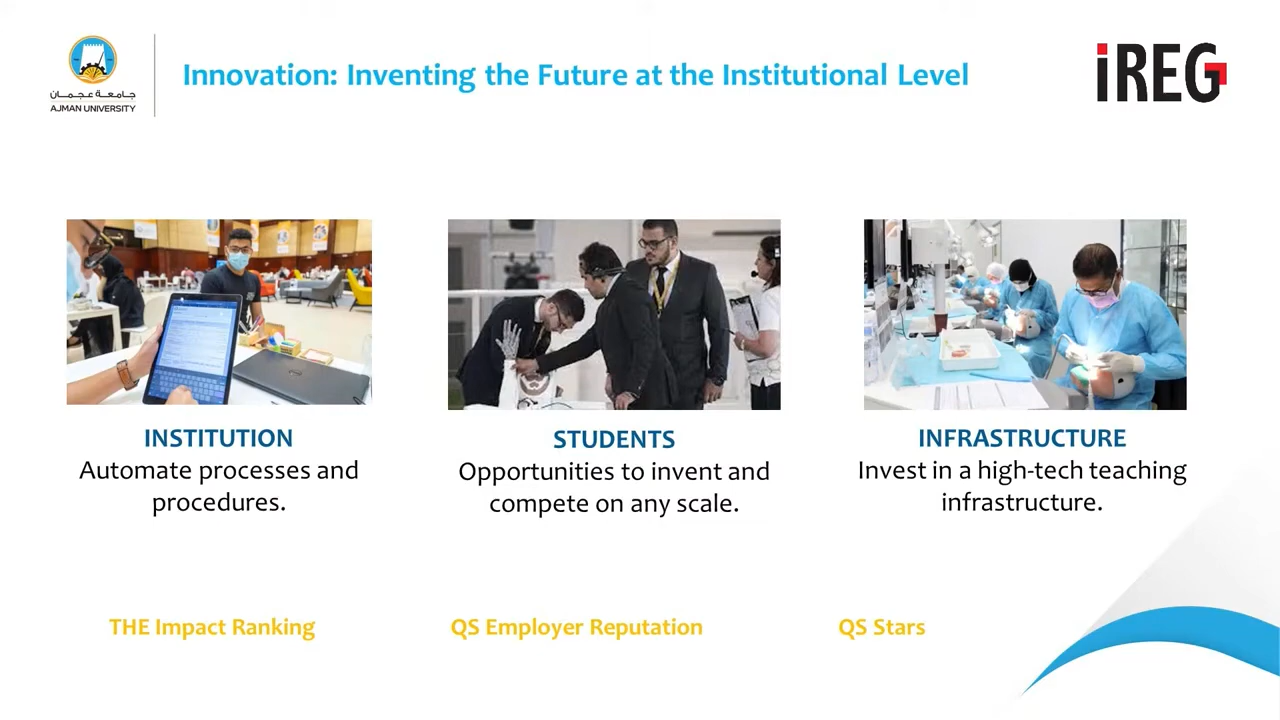 جامعة عجمان
AJMAN UNIVERSITY
Innovation: Inventing the Future at the Institutional Level
iREG
INSTITUTION
Automate processes and
procedures.
STUDENTS
Opportunities to invent and
compete on any scale.
INFRASTRUCTURE
Invest in a high-tech teaching
infrastructure.
THE Impact Ranking
QS Employer Reputation
QS Stars